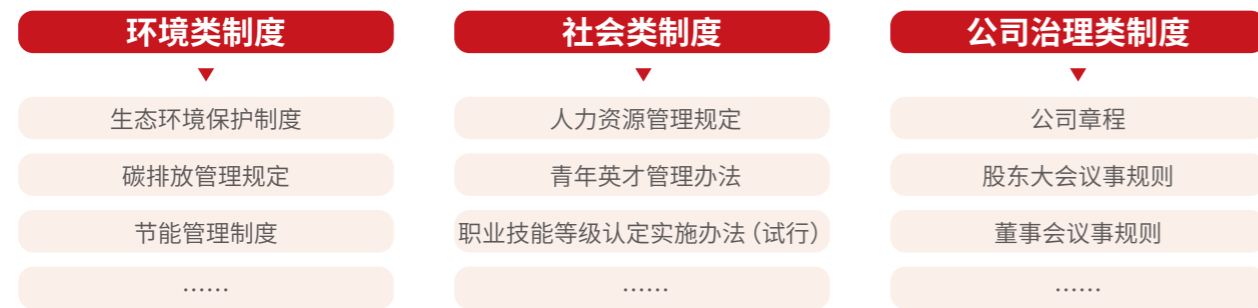 环境类制度
生态环境保护制度
碳排放管理规定
节能管理制度
……
社会类制度
人力资源管理规定
青年英才管理办法
职业技能等级认定实施办法（试行）
……
公司治理类制度
公司章程
股东大会议事规则
董事会议事规则
……